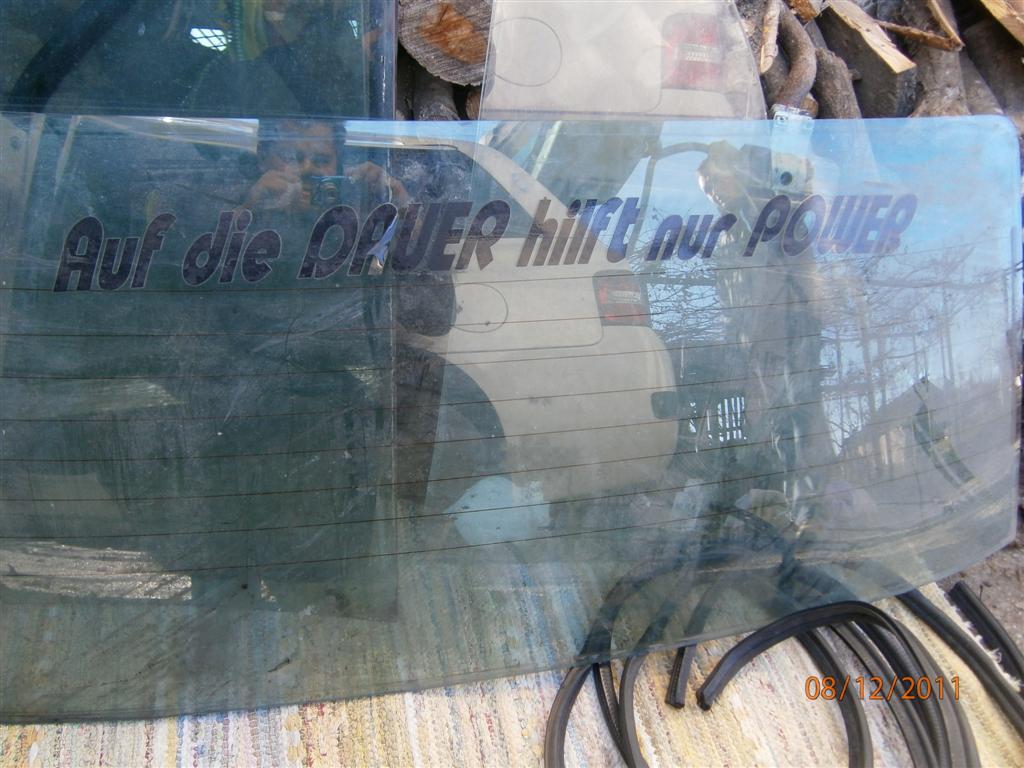 Auf die DAUER hilft nur POWER
08/12/2011